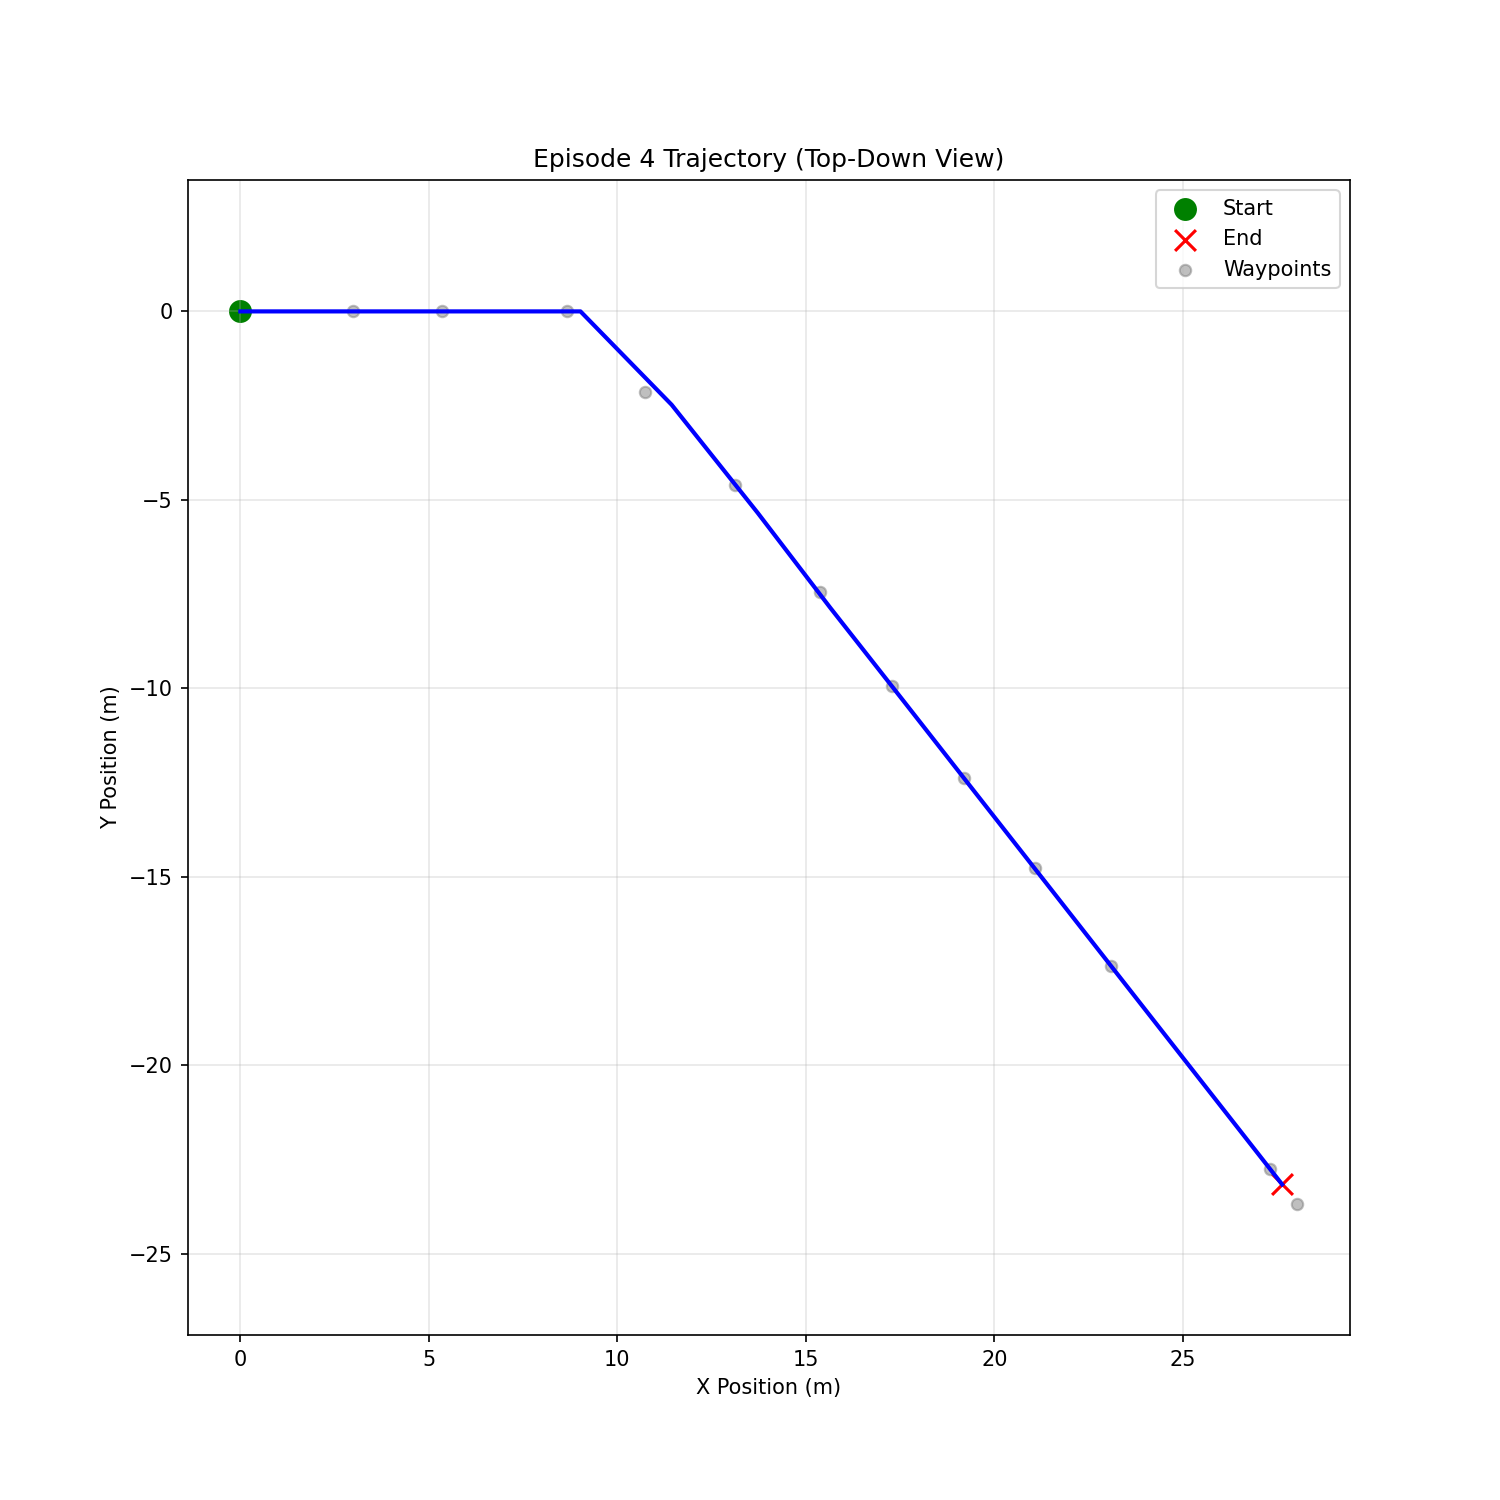 Episode 4 Trajectory (Top-Down View)
Start
End
Waypoints
0
−5
−10
−15
−20
−25
Y Position (m)
0 5 10 15 20 25
X Position (m)